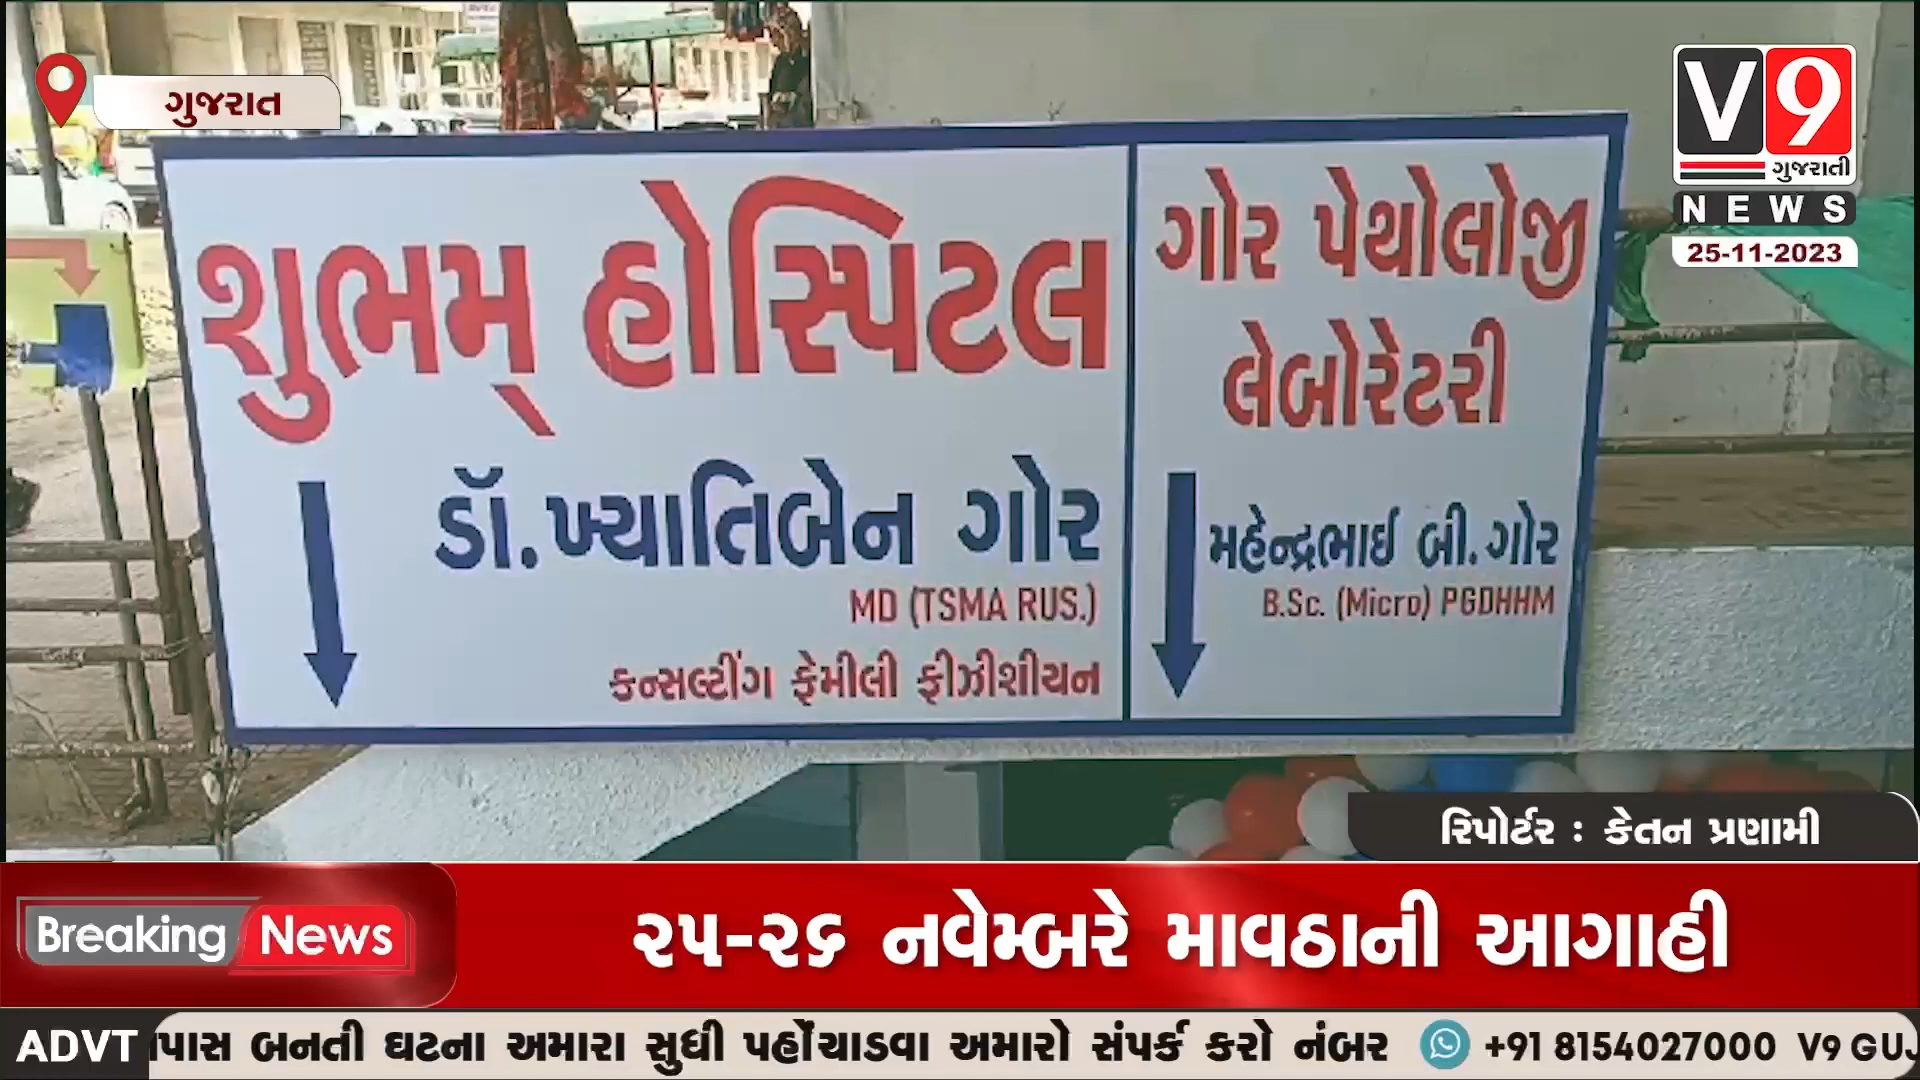 ગુજરાત
V9
ગુજરાતી
NEWS
25-11-2023
શુભમ્ હોસ્પિટલ
ડૉ.ખ્યાતિબેન ગોર
MD (TSMA RUS.)
કન્સલ્ટીંગ ફેમીલી ફીઝીશીયન
ગોર પેથોલોજી
લેબોરેટરી
મહેન્દ્રભાઈ બી.ગોર
B.Sc. (Micro) PGDHHM
રિપોર્ટર : કેતન પ્રણામી
Breaking News
૨૫-૨૬ નવેમ્બરે માવઠાની આગાહી
ADVT પાસ બનતી ઘટના અમારા સુધી પહોંચાડવા અમારો સંપર્ક કરો નંબર +91 8154027000 V9 GUJ